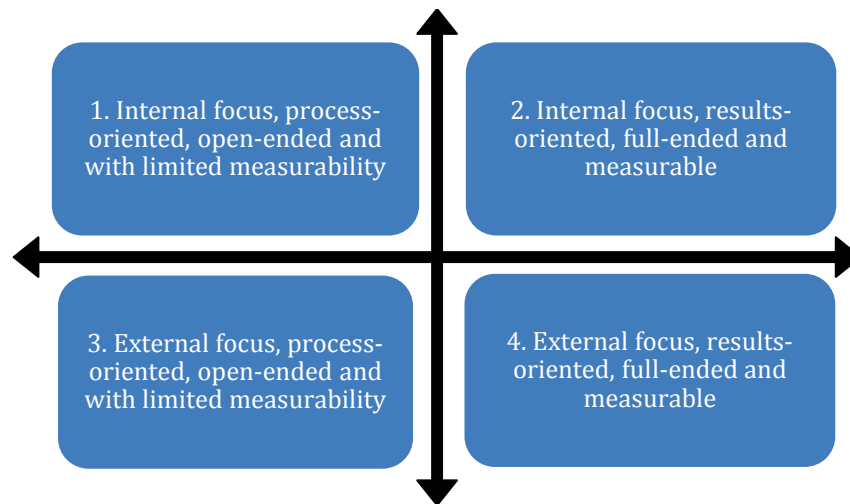 1. Internal focus, process-
oriented, open-ended and
with limited measurability
2. Internal focus, results-
oriented, full-ended and
measurable
3. External focus, process-
oriented, open-ended and
with limited measurability
4. External focus, results-
oriented, full-ended and
measurable